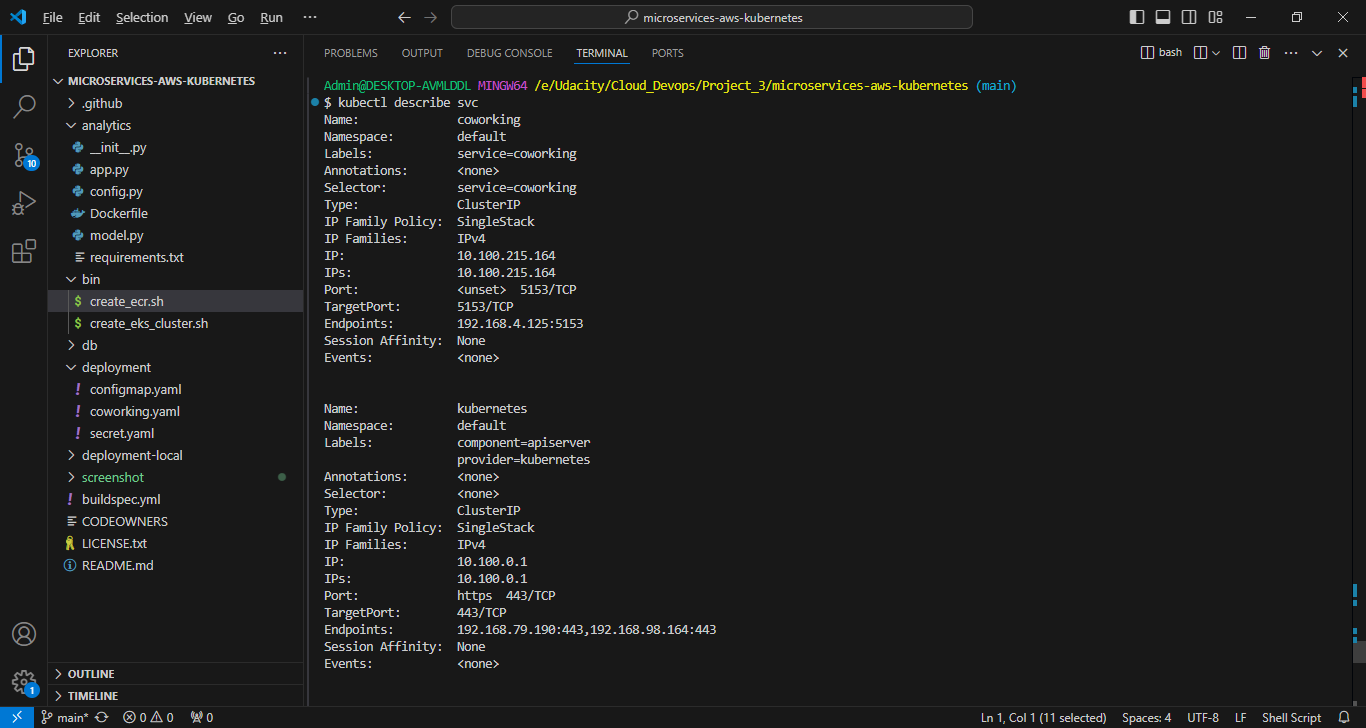 File Edit Selection View Go Run ··· microservices-aws-kubernetes
EXPLORER ···
MICROSERVICES-AWS-KUBERNETES
.github
analytics
__init__.py
app.py
config.py
Dockerfile
model.py
requirements.txt
bin
$ create_ecr.sh
$ create_eks_cluster.sh
db
deployment
! configmap.yaml
! coworking.yaml
! secret.yaml
deployment-local
screenshot
! buildspec.yml
CODEOWNERS
LICENSE.txt
README.md
OUTLINE
TIMELINE
10
1
PROBLEMS OUTPUT DEBUG CONSOLE TERMINAL PORTS bash ···
Admin@DESKTOP-AVMLDDL MINGW64 /e/Udacity/Cloud_Devops/Project_3/microservices-aws-kubernetes (main)
$ kubectl describe svc
Name: coworking
Namespace: default
Labels: service=coworking
Annotations: <none>
Selector: service=coworking
Type: ClusterIP
IP Family Policy: SingleStack
IP Families: IPv4
IP: 10.100.215.164
IPs: 10.100.215.164
Port: <unset> 5153/TCP
TargetPort: 5153/TCP
Endpoints: 192.168.4.125:5153
Session Affinity: None
Events: <none>
Name: kubernetes
Namespace: default
Labels: component=apiserver
provider=kubernetes
Annotations: <none>
Selector: <none>
Type: ClusterIP
IP Family Policy: SingleStack
IP Families: IPv4
IP: 10.100.0.1
IPs: 10.100.0.1
Port: https 443/TCP
TargetPort: 443/TCP
Endpoints: 192.168.79.190:443,192.168.98.164:443
Session Affinity: None
Events: <none>
main* 0 0 0 Ln 1, Col 1 (11 selected) Spaces: 4 UTF-8 LF Shell Script